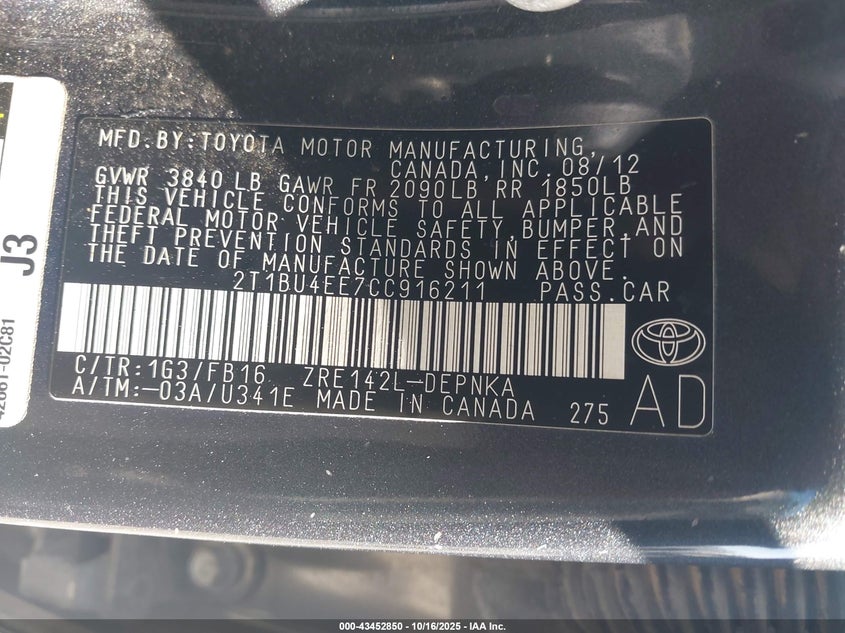 MFD.BY:TOYOTA MOTOR MANUFACTURING,
CANADA,INC.08/12
GVWR 3840 LB GAWR FR 2090LB RR 1850LB
THIS VEHICLE CONFORMS TO ALL APPLICABLE
FEDERAL MOTOR VEHICLE SAFETY,BUMPER,AND
THEFT PREVENTION STANDARDS IN EFFECT ON
THE DATE OF MANUFACTURE SHOWN ABOVE.
2T1BU4EE7CC916211 PASS.CAR
C/TR:1G3/FB16 ZRE142L-DEPNKA
A/TM:-03A/U341E MADE IN CANADA 275
AD
J3
42661-02C81
000-43452850 - 10/16/2025 - IAA Inc.